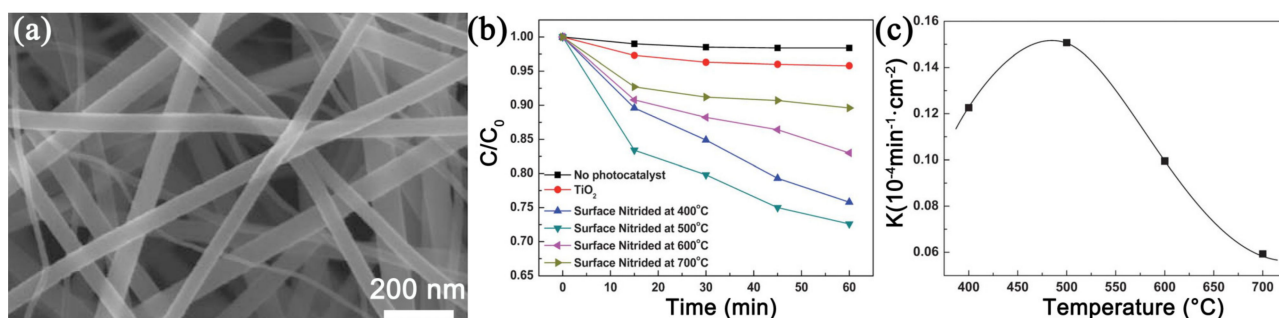 (a)
200 nm
(b)
C/C₀
1.00
0.95
0.90
0.85
0.80
0.75
0.70
0.65
No photocatalyst
TiO₂
Surface Nitrided at 400°C
Surface Nitrided at 500°C
Surface Nitrided at 600°C
Surface Nitrided at 700°C
0 10 20 30 40 50 60
Time (min)
(c)
K(10⁻⁴min⁻¹·cm⁻²)
0.16
0.14
0.12
0.10
0.08
0.06
400 450 500 550 600 650 700
Temperature (°C)